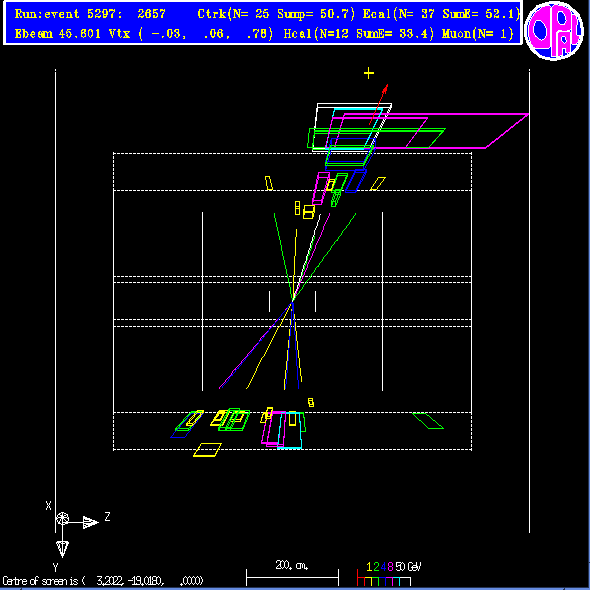 Run:event 5297: 2657 Ctrk(N= 25 Sump= 50.7) Ecal(N= 37 SumE= 52.1)
Ebeam 45.601 Vtx ( -.03, .06, .78) Hcal(N=12 SumE= 33.4) Muon(N= 1)
OPAL
X
Z
Y
200. cm.
1 2 4 8 50 GeV
Centre of screen is ( 3.2022, -19.0180, .0000)